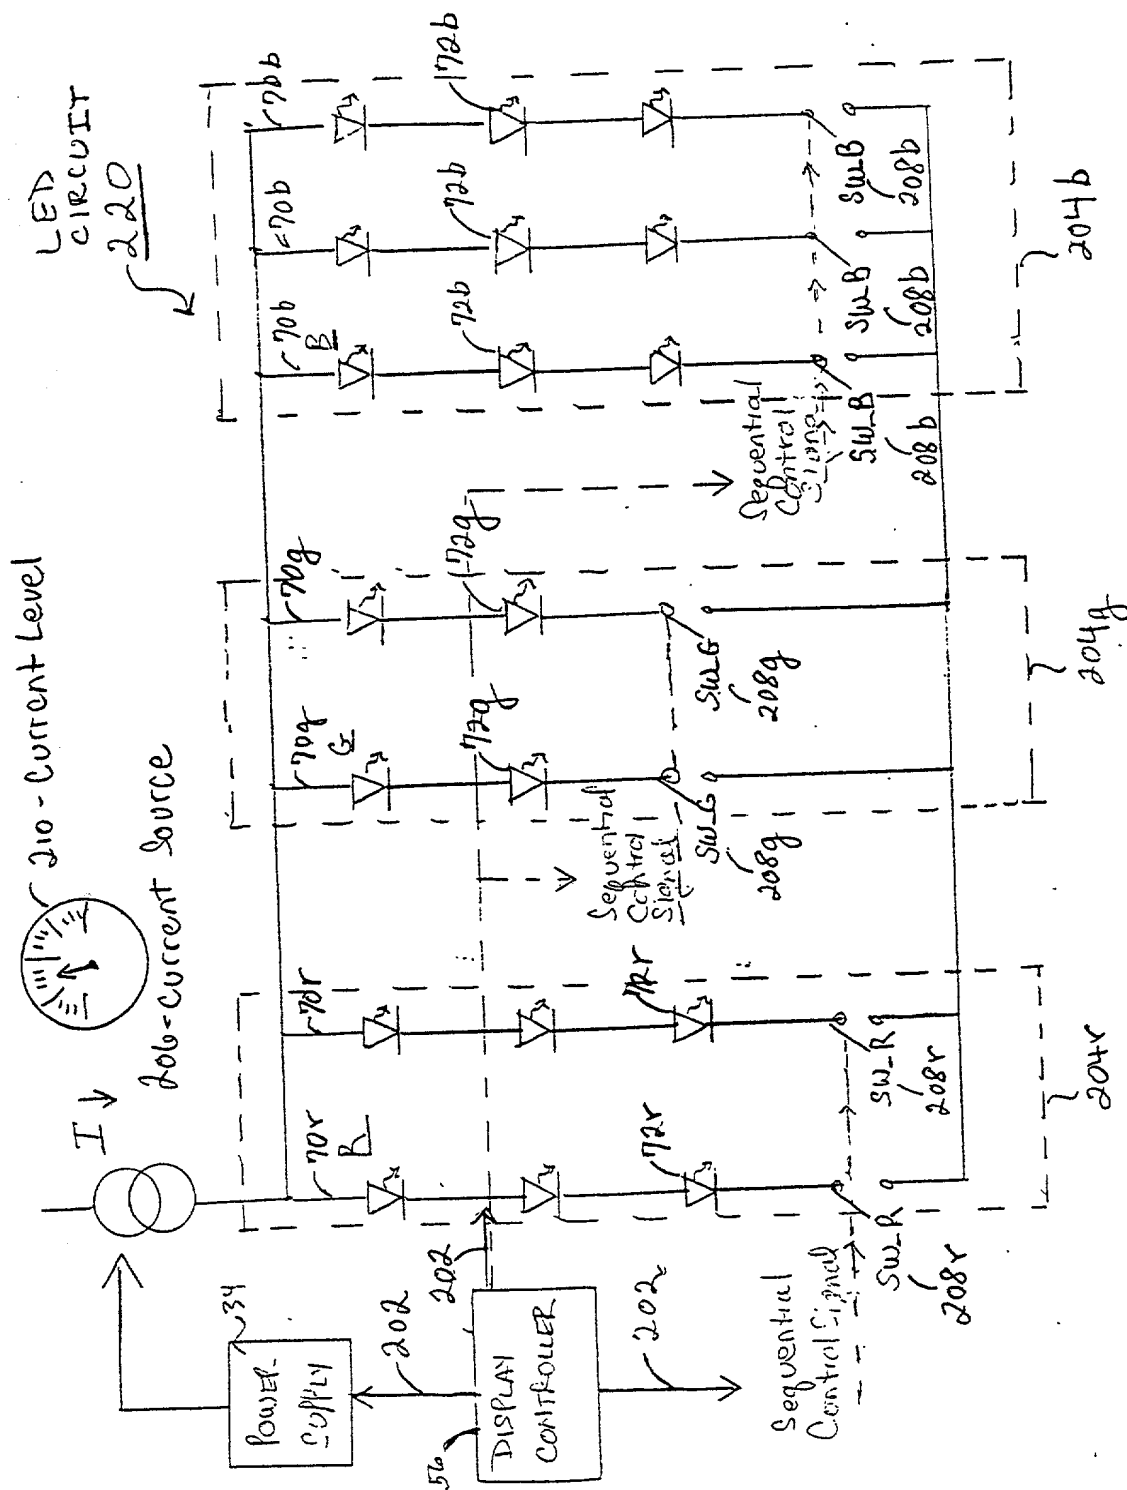 LED
CIRCUIT
220
210 - Current Level
206 - Current Source
I
34
POWER
SUPPLY
202
56
DISPLAY
CONTROLLER
202
202
Sequential
Control Signal
70r
R
70r
72r
72r
SW_R
208r
SW_R
208r
204r
70g
G
70g
72g
72g
Sequential
Control
Signal
SW_G
208g
SW_G
208g
204g
70b
B
70b
70b
72b
72b
72b
Sequential
Control
Signal
SW_B
208b
SW_B
208b
SW_B
208b
204b